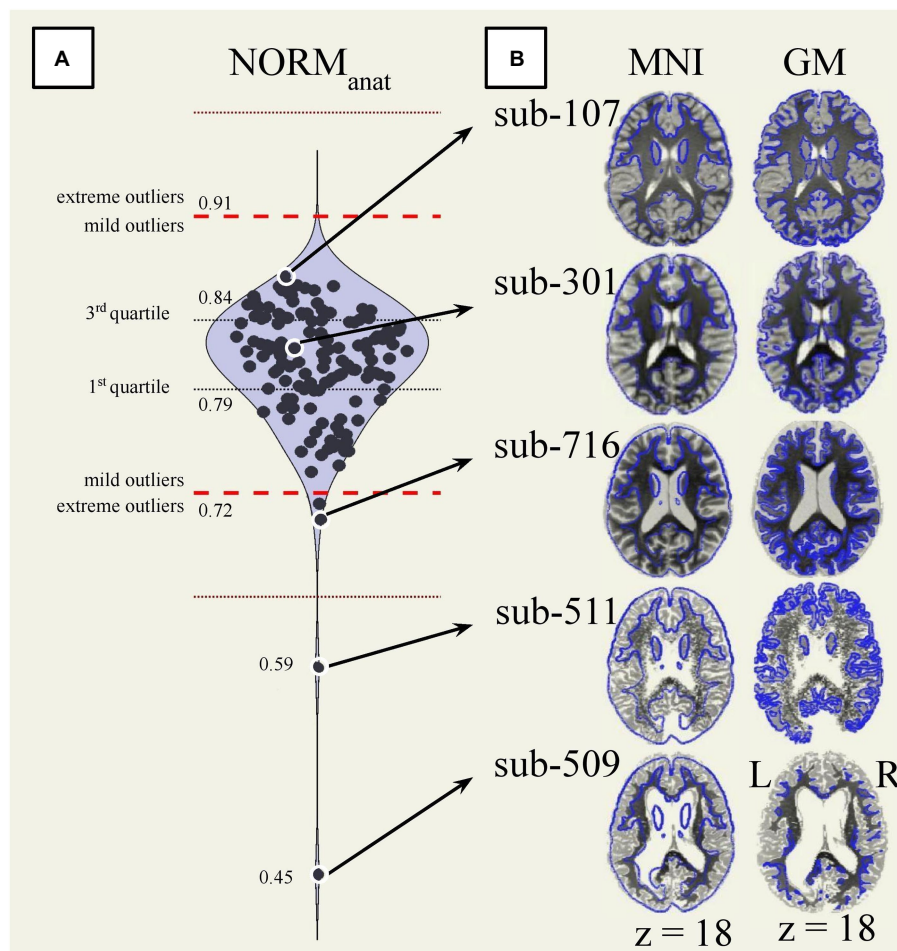 A
NORM anat
extreme outliers
0.91
mild outliers
0.84
3rd quartile
1st quartile
0.79
mild outliers
extreme outliers
0.72
0.59
0.45
B
MNI
GM
sub-107
sub-301
sub-716
sub-511
sub-509
L
R
z = 18
z = 18